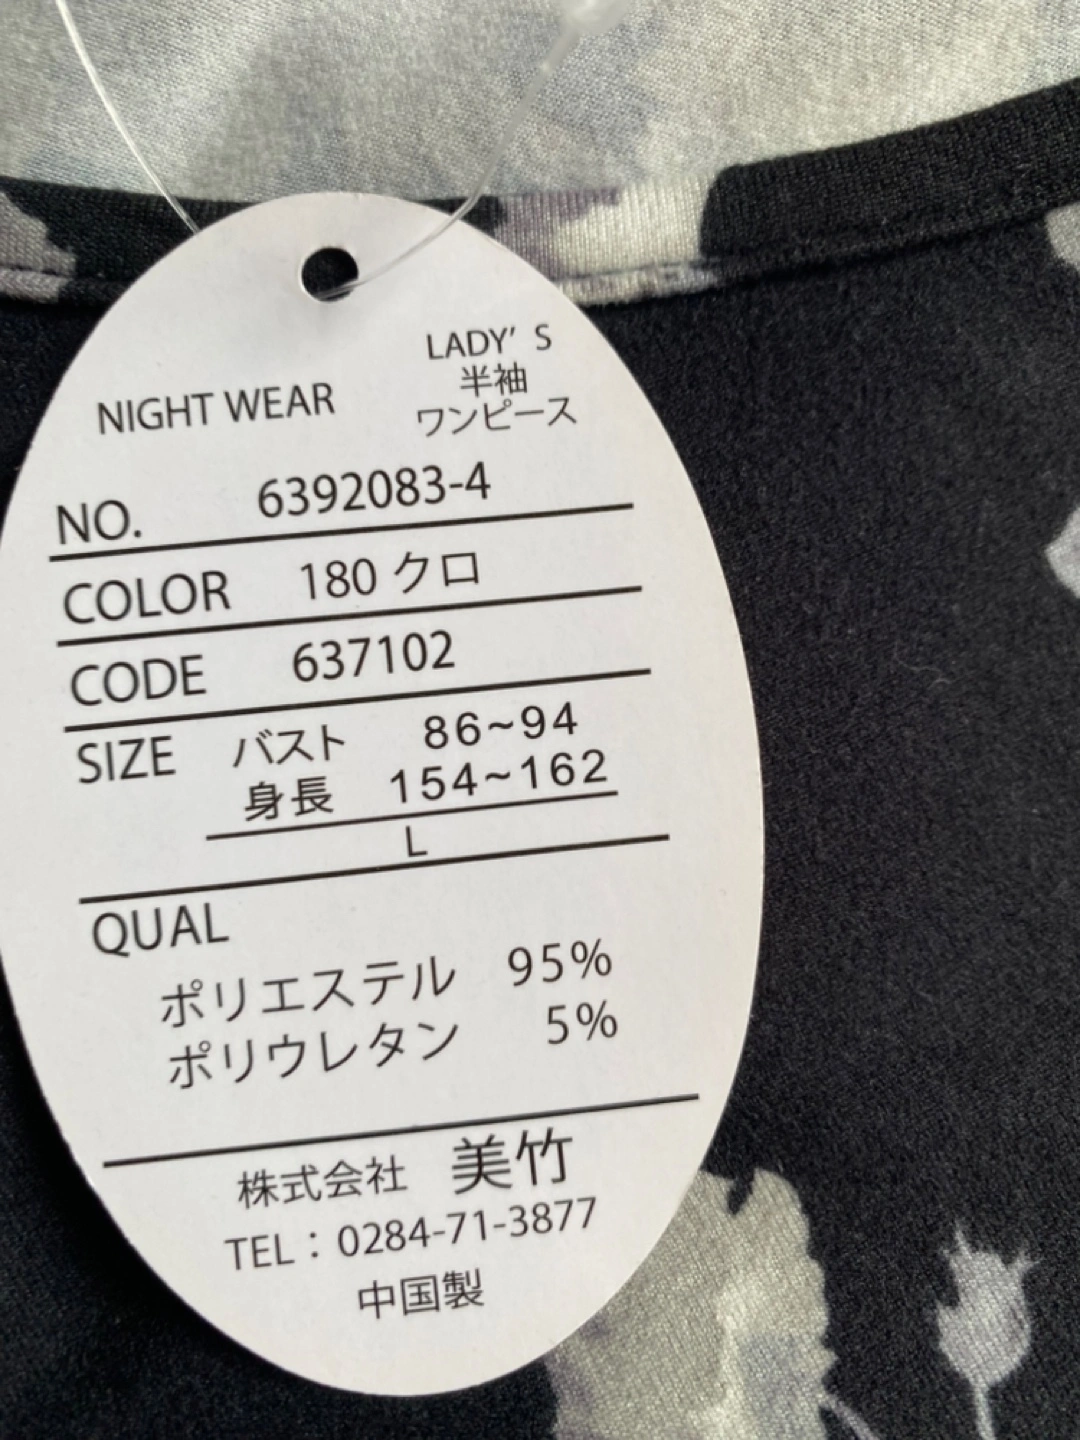 NIGHT WEAR
LADY'S
半袖
ワンピース
NO. 6392083-4
COLOR 180 クロ
CODE 637102
SIZE バスト 86~94
身長 154~162
L
QUAL
ポリエステル 95%
ポリウレタン 5%
株式会社 美竹
TEL：0284-71-3877
中国製